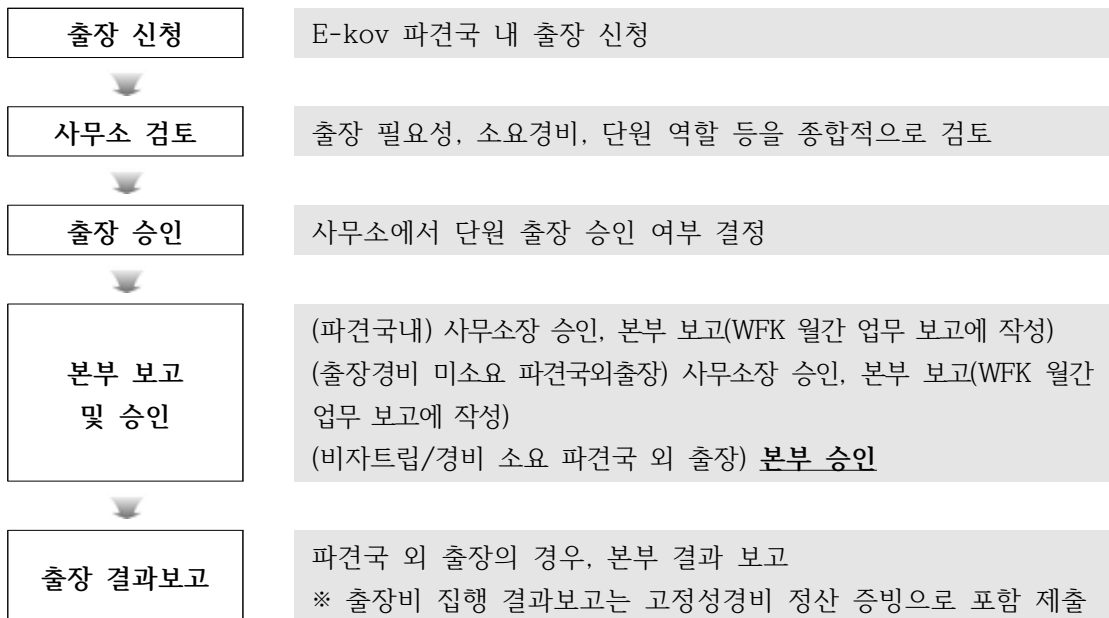 출장 신청
E-kov 파견국 내 출장 신청
사무소 검토
출장 필요성, 소요경비, 단원 역할 등을 종합적으로 검토
출장 승인
사무소에서 단원 출장 승인 여부 결정
본부 보고
및 승인
(파견국내) 사무소장 승인, 본부 보고(WFK 월간 업무 보고에 작성)
(출장경비 미소요 파견국외출장) 사무소장 승인, 본부 보고(WFK 월간
업무 보고에 작성)
(비자트립/경비 소요 파견국 외 출장) 본부 승인
출장 결과보고
파견국 외 출장의 경우, 본부 결과 보고
※ 출장비 집행 결과보고는 고정성경비 정산 증빙으로 포함 제출